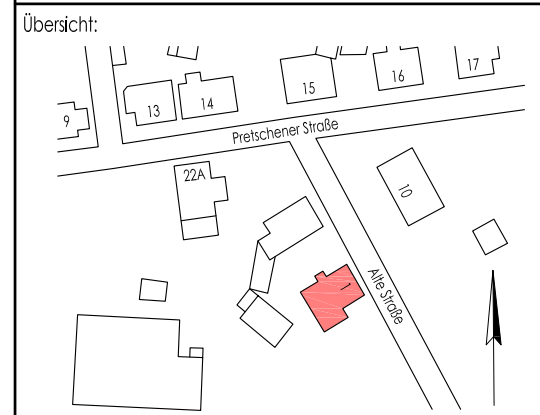 Übersicht:
17
16
15
14
13
9
Pretschener Straße
22A
10
Alte Straße
1